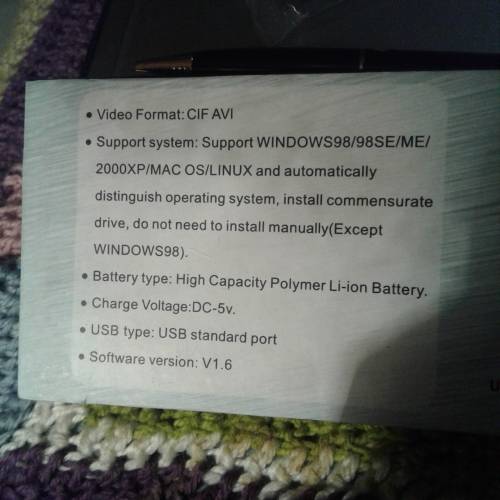 • Video Format: CIF AVI
• Support system: Support WINDOWS98/98SE/ME/
2000XP/MAC OS/LINUX and automatically
distinguish operating system, install commensurate
drive, do not need to install manually(Except
WINDOWS98).
• Battery type: High Capacity Polymer Li-ion Battery.
• Charge Voltage:DC-5v.
• USB type: USB standard port
• Software version: V1.6